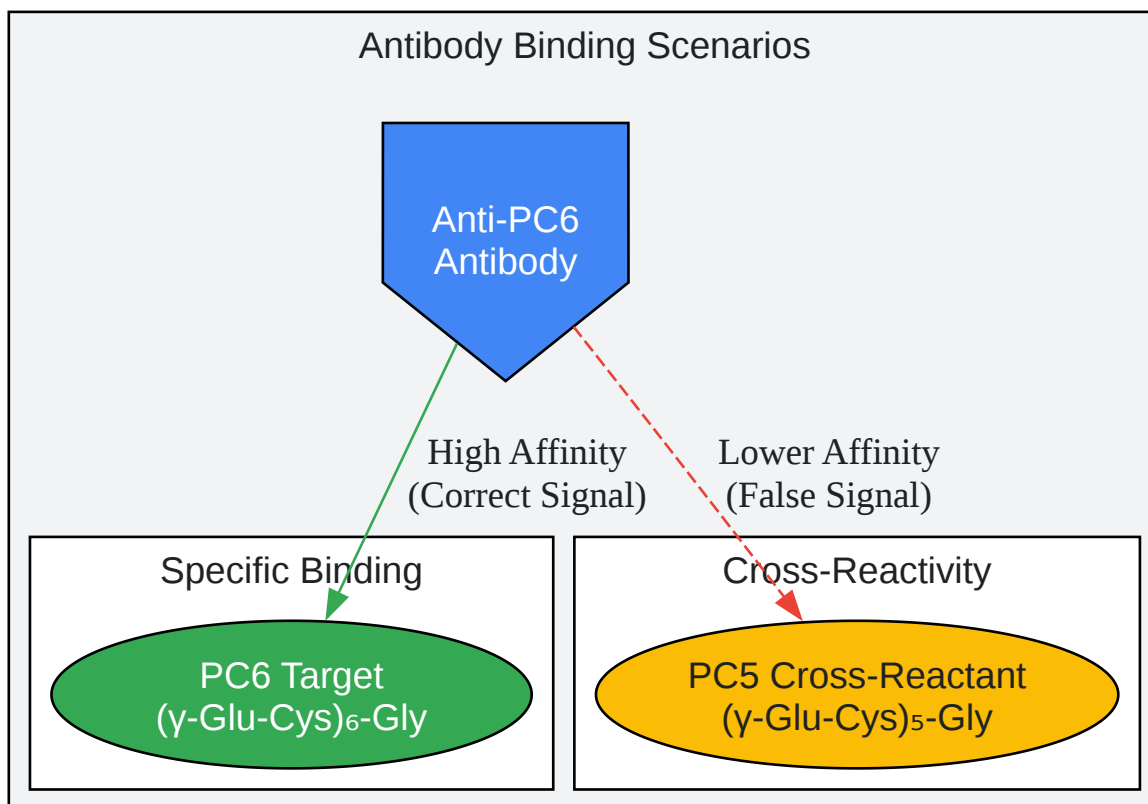 Antibody Binding Scenarios
Anti-PC6
Antibody
High Affinity
(Correct Signal)
Lower Affinity
(False Signal)
Specific Binding
PC6 Target
(γ-Glu-Cys)₆-Gly
Cross-Reactivity
PC5 Cross-Reactant
(γ-Glu-Cys)₅-Gly